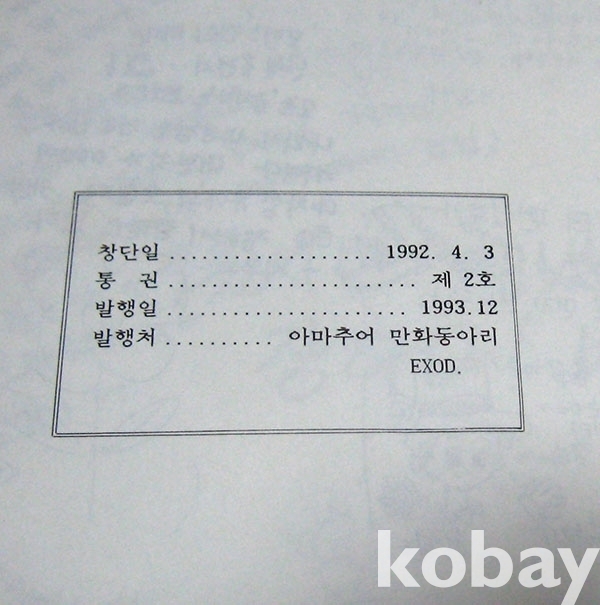 창단일 ................... 1992. 4. 3
통 권 ....................... 제 2호
발행일 ...................... 1993.12
발행처 .......... 아마추어 만화동아리
EXOD.
kobay